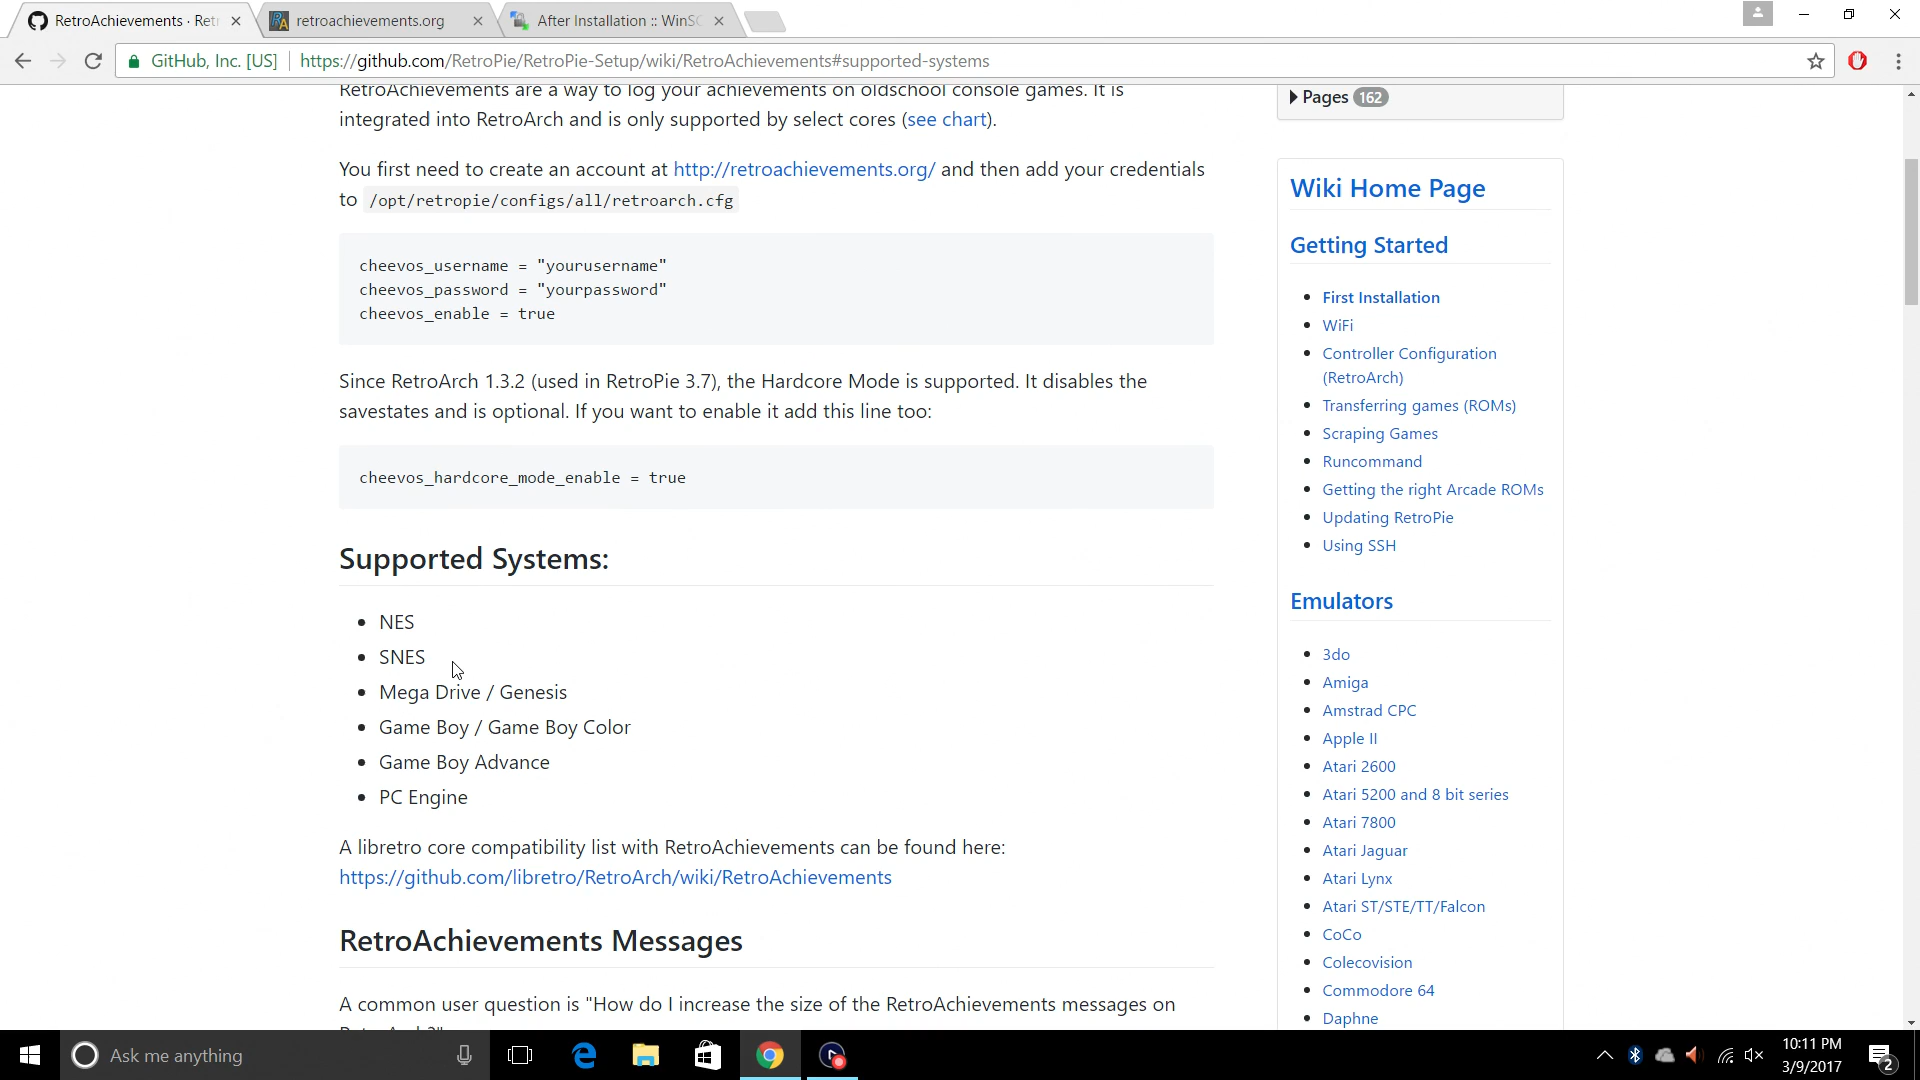 RetroAchievements · Ret
retroachievements.org
After Installation :: WinSC
GitHub, Inc. [US]
https://github.com/RetroPie/RetroPie-Setup/wiki/RetroAchievements#supported-systems
RetroAchievements are a way to log your achievements on oldschool console games. It is
integrated into RetroArch and is only supported by select cores (see chart).
You first need to create an account at http://retroachievements.org/ and then add your credentials
to /opt/retropie/configs/all/retroarch.cfg
cheevos_username = "yourusername"
cheevos_password = "yourpassword"
cheevos_enable = true
Since RetroArch 1.3.2 (used in RetroPie 3.7), the Hardcore Mode is supported. It disables the
savestates and is optional. If you want to enable it add this line too:
cheevos_hardcore_mode_enable = true
Supported Systems:
NES
SNES
Mega Drive / Genesis
Game Boy / Game Boy Color
Game Boy Advance
PC Engine
A libretro core compatibility list with RetroAchievements can be found here:
https://github.com/libretro/RetroArch/wiki/RetroAchievements
RetroAchievements Messages
A common user question is "How do I increase the size of the RetroAchievements messages on
Pages 162
Wiki Home Page
Getting Started
First Installation
WiFi
Controller Configuration
(RetroArch)
Transferring games (ROMs)
Scraping Games
Runcommand
Getting the right Arcade ROMs
Updating RetroPie
Using SSH
Emulators
3do
Amiga
Amstrad CPC
Apple II
Atari 2600
Atari 5200 and 8 bit series
Atari 7800
Atari Jaguar
Atari Lynx
Atari ST/STE/TT/Falcon
CoCo
Colecovision
Commodore 64
Daphne
Ask me anything
10:11 PM
3/9/2017
2